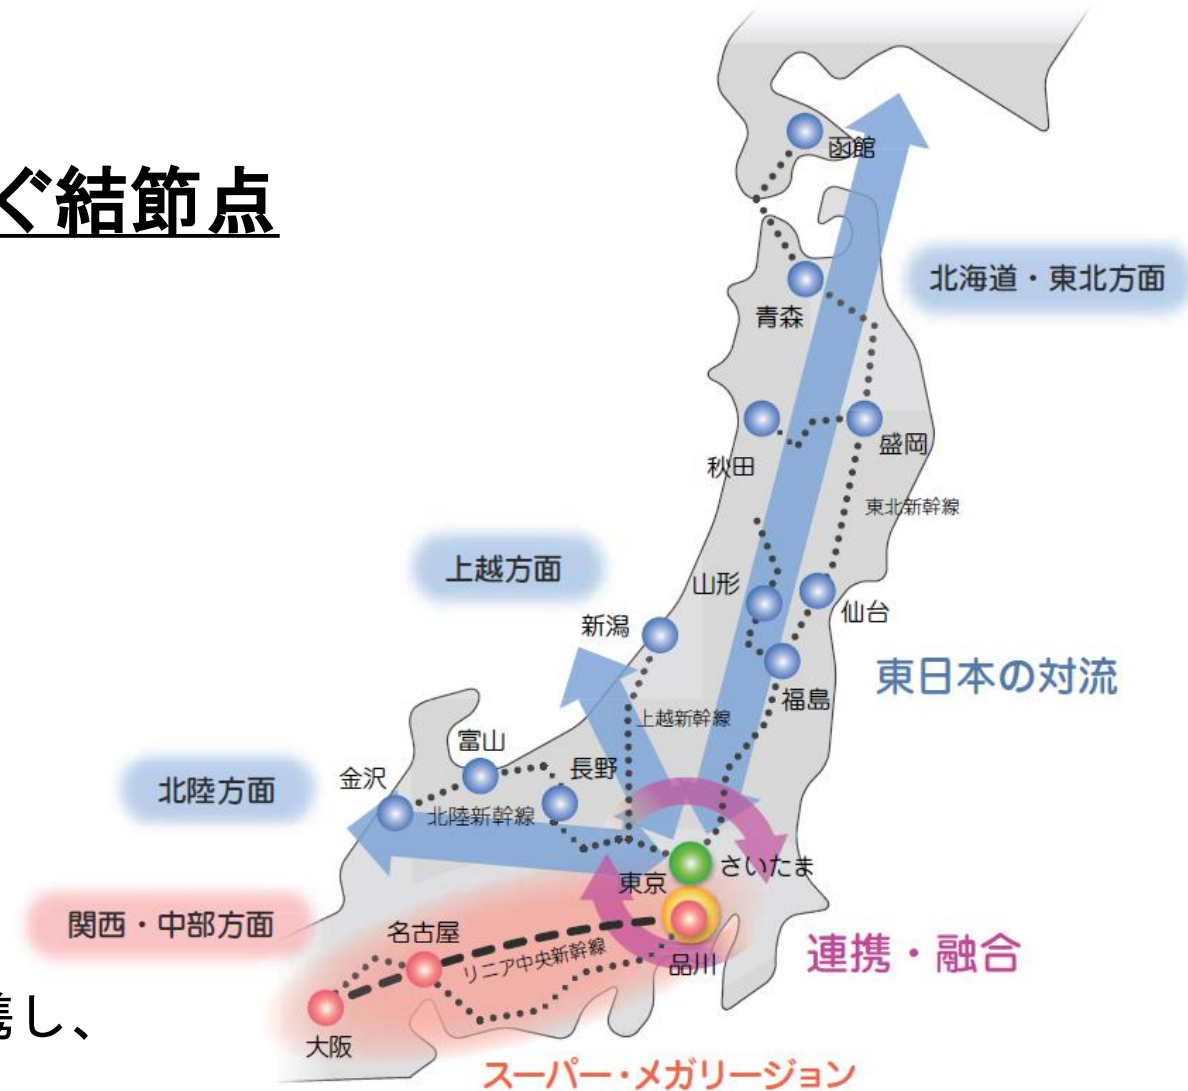 ぐ結節点
函館
北海道・東北方面
青森
盛岡
秋田
東北新幹線
上越方面
山形
新潟
仙台
東日本の対流
福島
上越新幹線
富山
長野
金沢
北陸方面
北陸新幹線
さいたま
東京
関西・中部方面
名古屋
リニア中央新幹線
連携・融合
品川
携し、
大阪
スーパー・メガリージョン